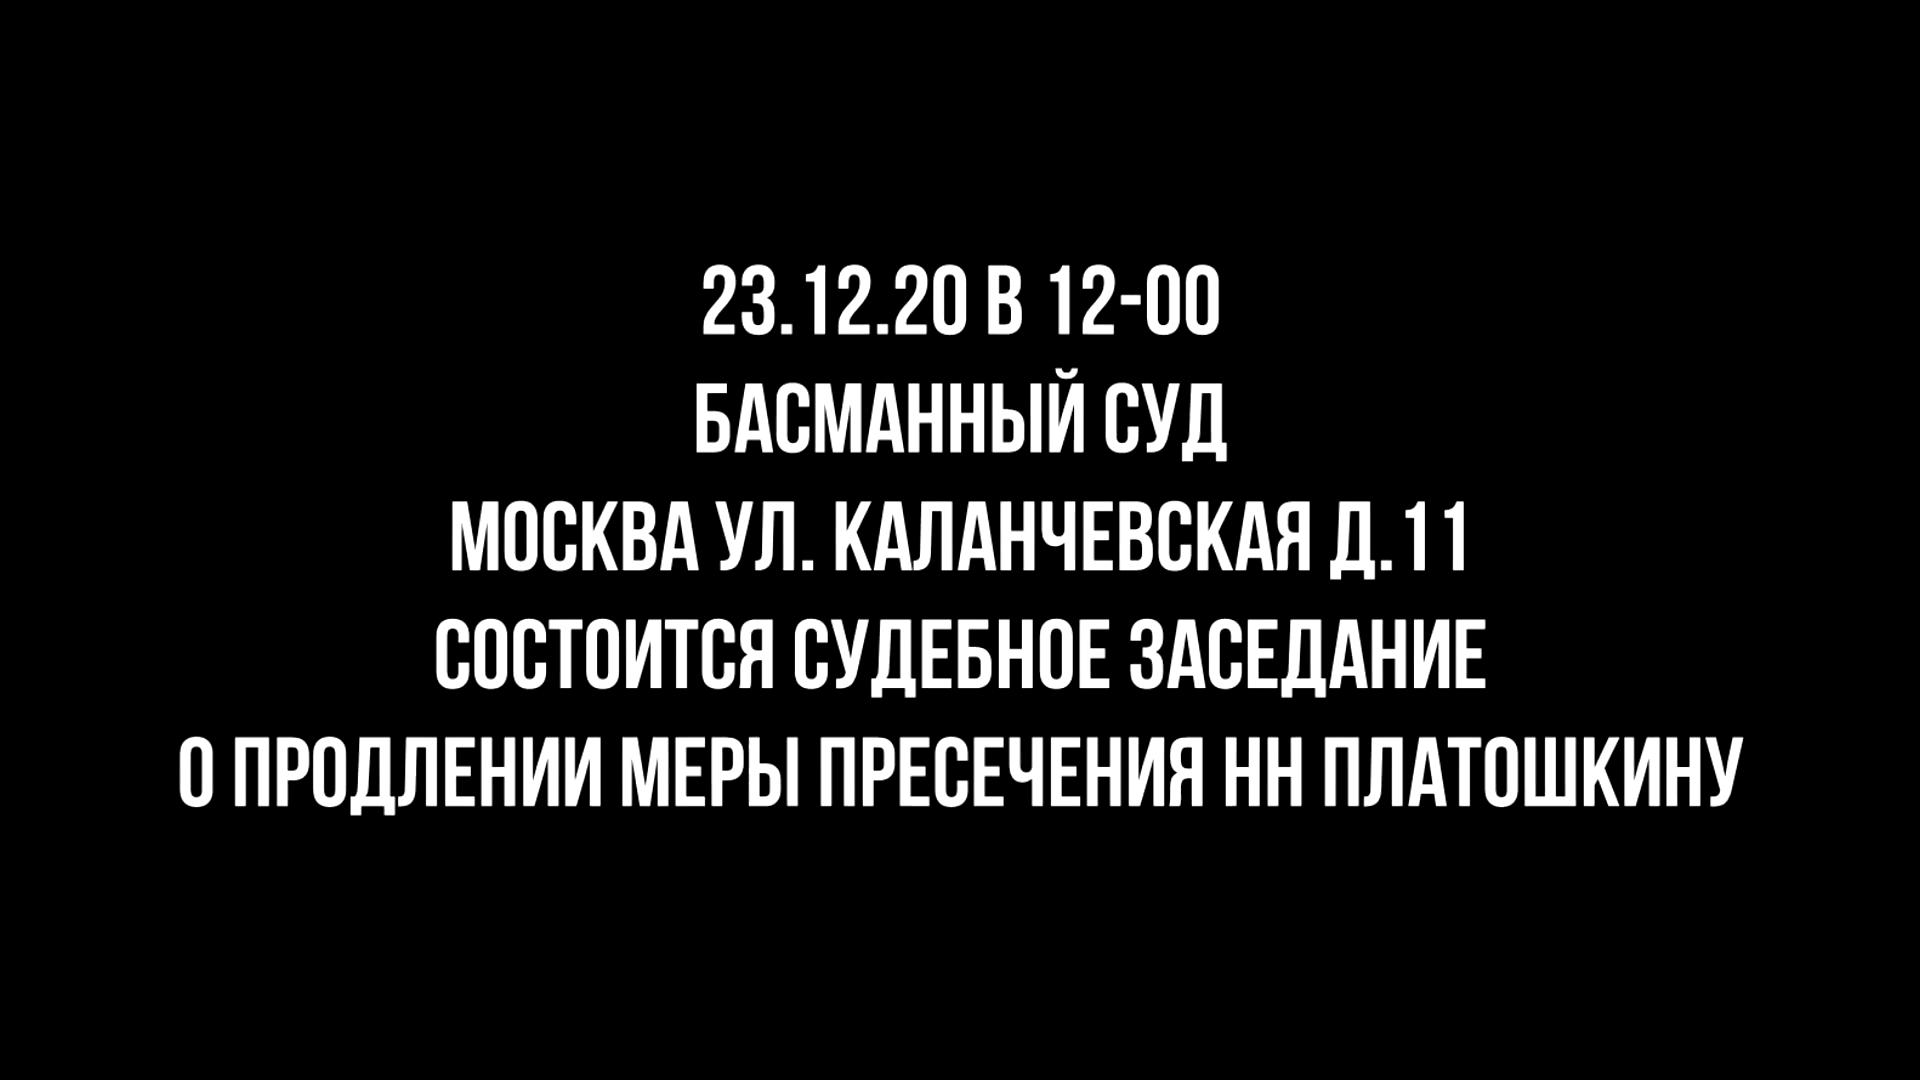 23.12.20 В 12-00
БАСМАННЫЙ СУД
МОСКВА УЛ. КАЛАНЧЕВСКАЯ Д.11
СОСТОИТСЯ СУДЕБНОЕ ЗАСЕДАНИЕ
О ПРОДЛЕНИИ МЕРЫ ПРЕСЕЧЕНИЯ НН ПЛАТОШКИНУ